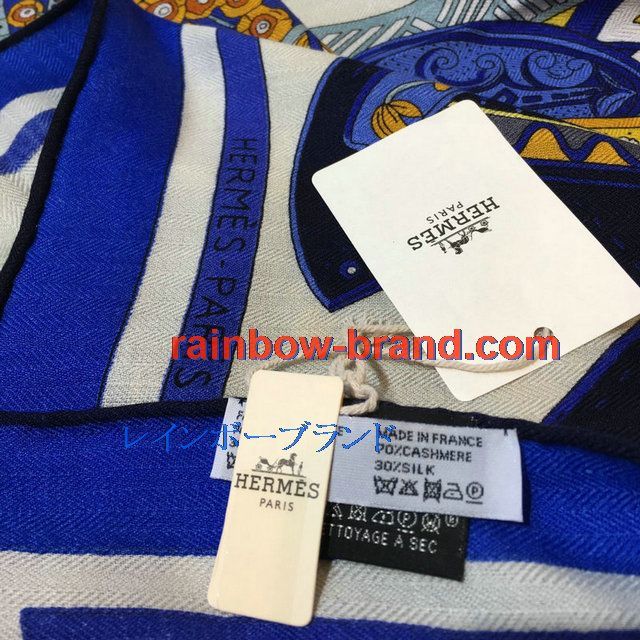 HERMÈS-PARIS
HERMÈS
PARIS
rainbow-brand.com
レインボーブランド
HERMÈS
PARIS
MADE IN FRANCE
70%CASHMERE
30%SILK
NETTOYAGE A SEC